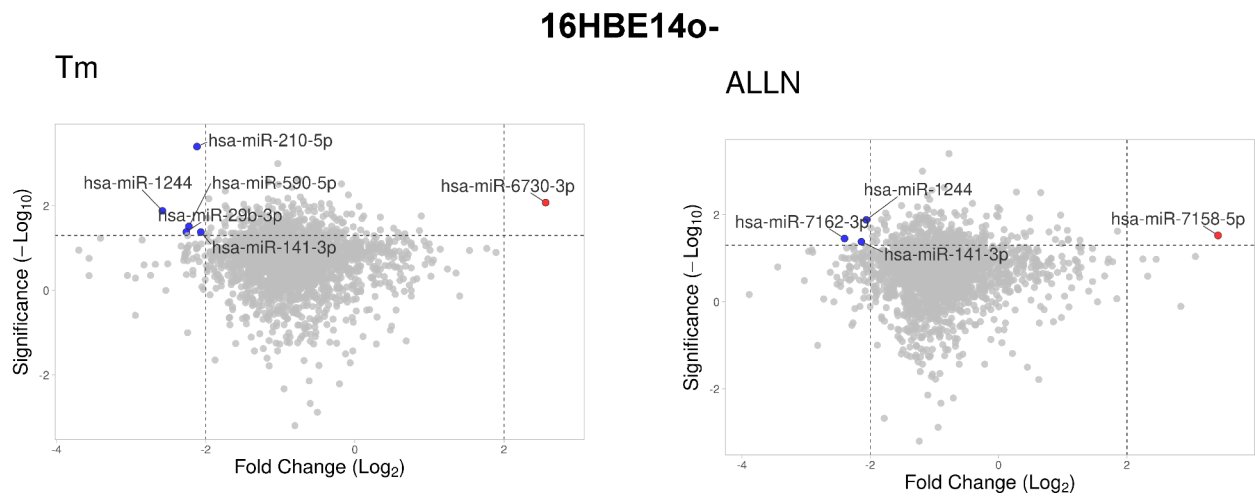 16HBE14o-
Tm
ALLN
hsa-miR-210-5p
hsa-miR-1244
hsa-miR-590-5p
hsa-miR-29b-3p
hsa-miR-141-3p
hsa-miR-6730-3p
Significance (−Log10)
2
0
-2
-4
-2
0
2
Fold Change (Log2)
hsa-miR-1244
hsa-miR-7162-3p
hsa-miR-141-3p
hsa-miR-7158-5p
Significance (−Log10)
2
0
-2
-4
-2
0
2
Fold Change (Log2)